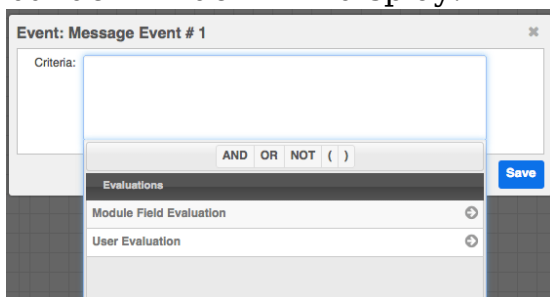 Event: Message Event # 1
Criteria:
AND OR NOT ( )
Save
Evaluations
Module Field Evaluation
User Evaluation